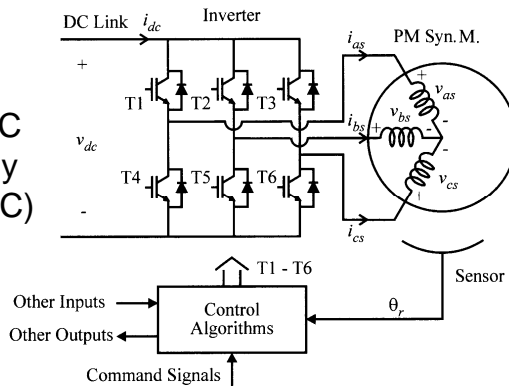 DC Link
i_dc
Inverter
i_as
PM Syn. M.
+
T1
T2
T3
+
v_as
-
C
y
C)
v_dc
i_bs
+
v_bs
-
-
T4
T5
T6
v_cs
+
-
i_cs
T1 - T6
Sensor
Other Inputs
Other Outputs
Control
Algorithms
θ_r
Command Signals